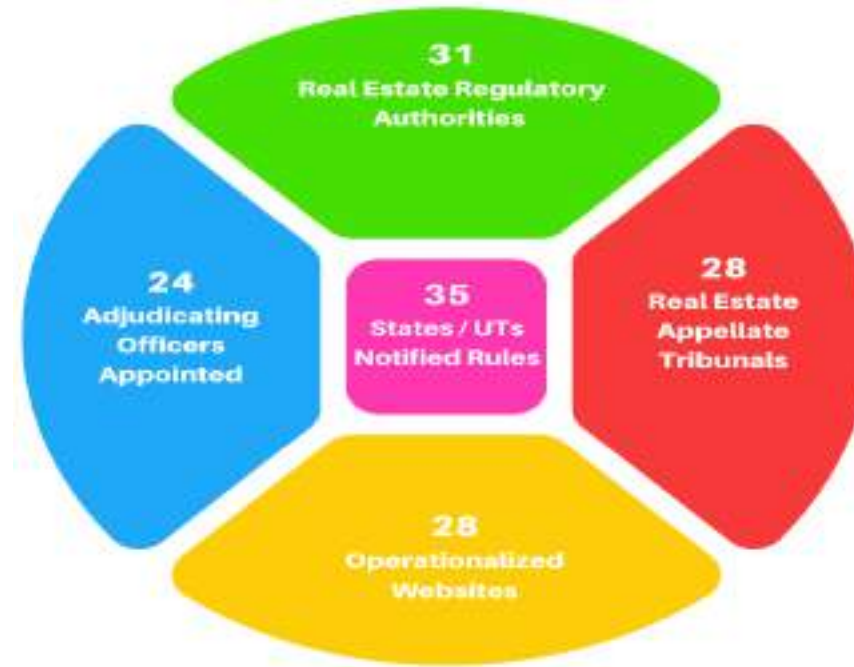 31
Real Estate Regulatory
Authorities
24
Adjudicating
Officers
Appointed
35
States / UTs
Notified Rules
28
Real Estate
Appellate
Tribunals
28
Operationalized
Websites